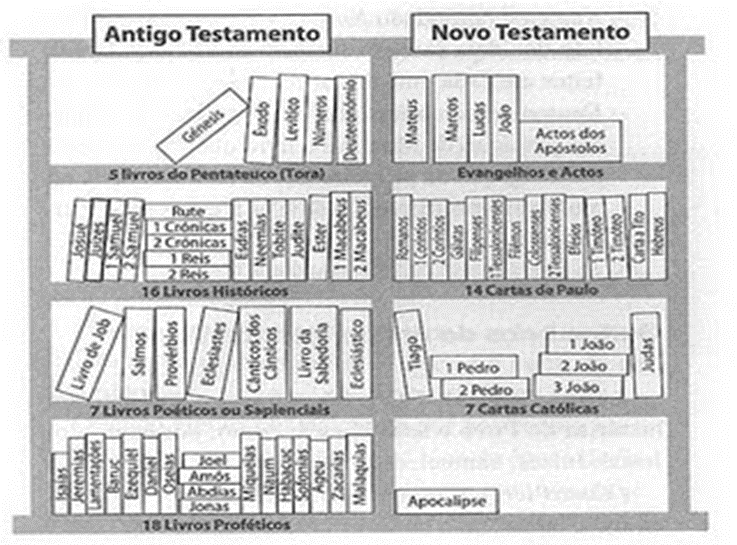 Antigo Testamento
Génesis
Êxodo
Levítico
Números
Deuteronómio
5 livros do Pentateuco (Tora)
Josué
Juízes
1 Samuel
2 Samuel
Rute
1 Crónicas
2 Crónicas
1 Reis
2 Reis
Esdras
Neemias
Tobite
Judite
Ester
1 Macabeus
2 Macabeus
16 Livros Históricos
Livro de Job
Salmos
Provérbios
Eclesiastes
Cânticos dos
Cânticos
Livro da
Sabedoria
Eclesiástico
7 Livros Poéticos ou Sapienciais
Isaías
Jeremias
Lamentações
Baruc
Ezequiel
Daniel
Oseias
Joel
Amós
Abdias
Jonas
Miqueias
Naum
Habacuc
Sofonias
Ageu
Zacarias
Malaquias
18 Livros Proféticos
Novo Testamento
Mateus
Marcos
Lucas
João
Actos dos
Apóstolos
Evangelhos e Actos
Romanos
1 Coríntios
2 Coríntios
Gálatas
Filipenses
1 Tessalonicenses
Filémon
Colossenses
2 Tessalonicenses
Efésios
1 Timóteo
2 Timóteo
Carta a Tito
Hebreus
14 Cartas de Paulo
Tiago
1 Pedro
2 Pedro
1 João
2 João
3 João
Judas
7 Cartas Católicas
Apocalipse